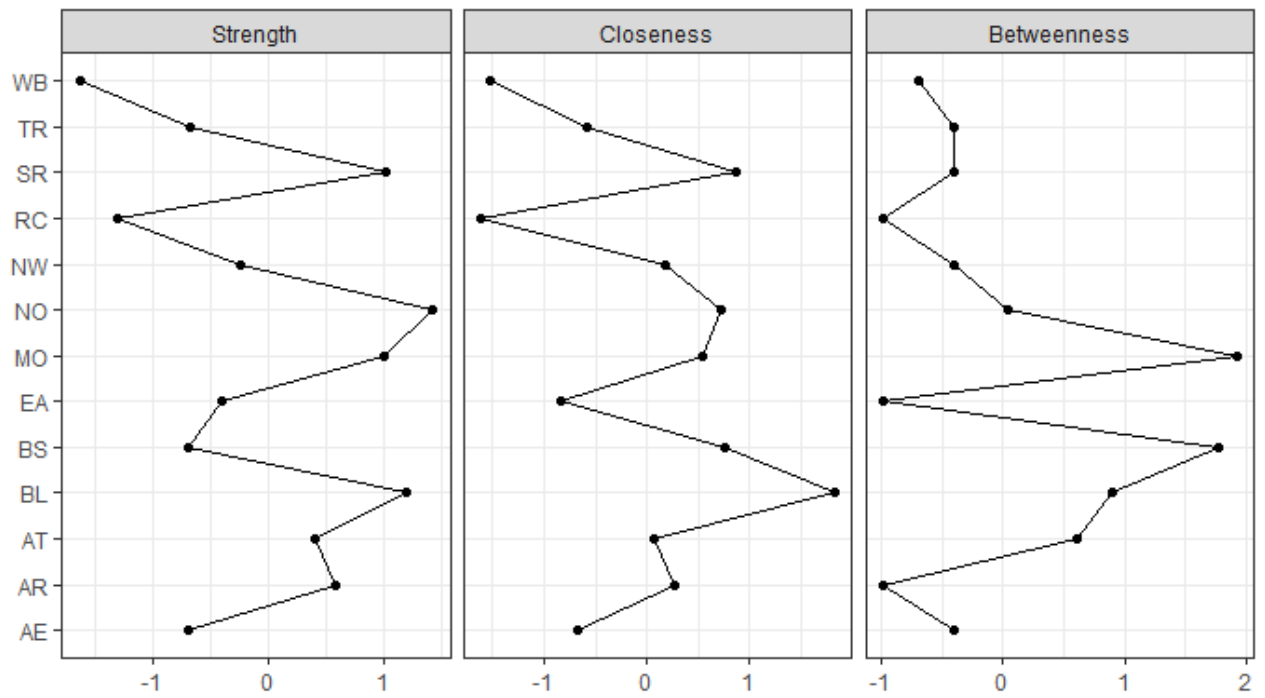 Strength Closeness Betweenness
WB
TR
SR
RC
NW
NO
MO
EA
BS
BL
AT
AR
AE
-1 0 1 -1 0 1 -1 0 1 2